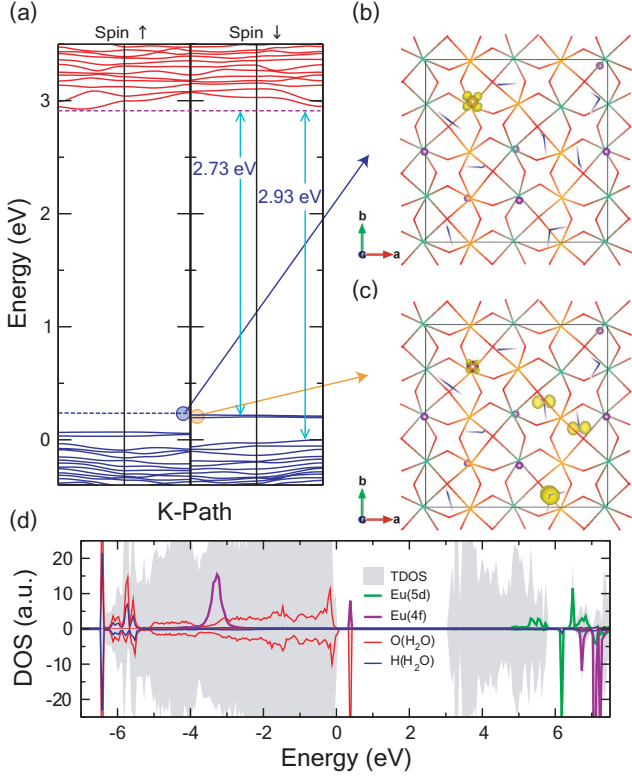 (a)
Spin ↑ Spin ↓
3
2
1
0
Energy (eV)
2.73 eV
2.93 eV
K-Path
(b)
b
c a
(c)
b
c a
(d)
20
10
0
10
20
DOS (a.u.)
TDOS
Eu(5d)
Eu(4f)
O(H₂O)
H(H₂O)
-6 -4 -2 0 2 4 6
Energy (eV)